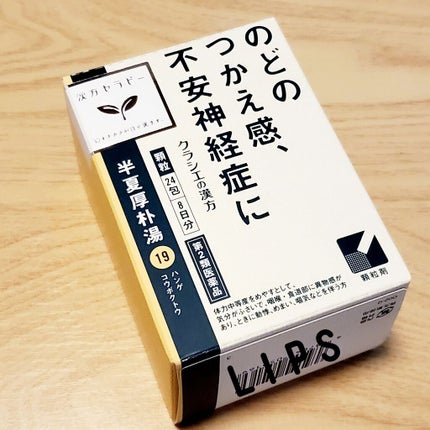 のどの
つかえ感、
不安神経症に
クラシエの漢方
漢方セラピー
半夏厚朴湯
19
ハンゲ
コウボクトウ
顆粒
24包
8日分
第2類医薬品
体力中等度をめやすとして、
気分がふさいで、咽喉・食道部に異物感が
あり、ときに動悸、めまい、嘔気などを伴う方
顆粒剤
LIPS